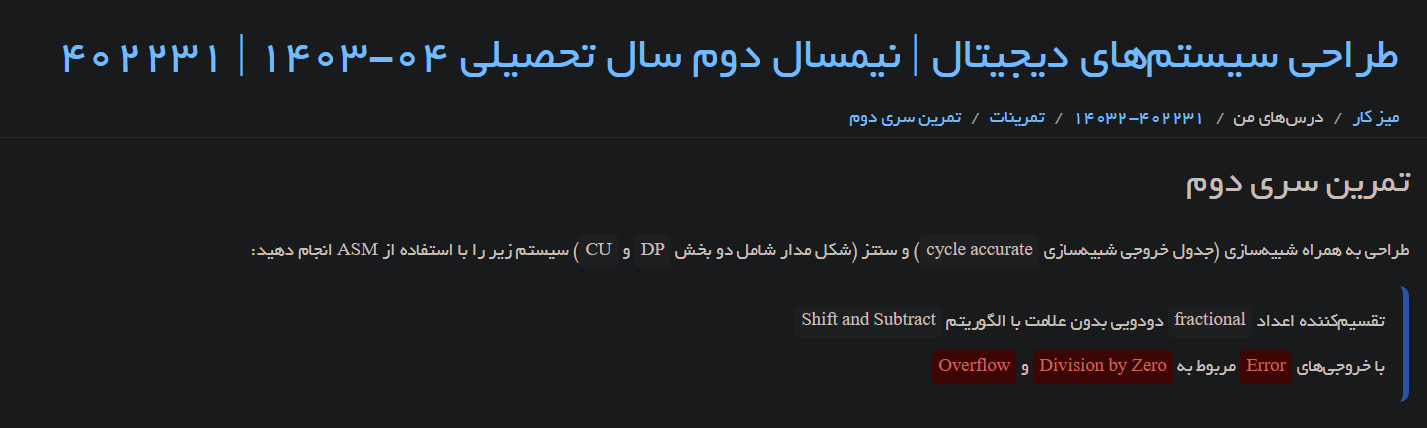 طراحی سیستم‌های دیجیتال | نیمسال دوم سال تحصیلی ۰۴-۱۴۰۳ | ۴۰۲۲۳۱
میز کار / درس‌های من / ۴۰۲۲۳۱-۱۴۰۳۲ / تمرینات / تمرین سری دوم
تمرین سری دوم
طراحی به همراه شبیه‌سازی (جدول خروجی شبیه‌سازی cycle accurate) و سنتز (شکل مدار شامل دو بخش DP و CU) سیستم زیر را با استفاده از ASM انجام دهید:
تقسیم‌کننده اعداد fractional دودویی بدون علامت با الگوریتم Shift and Subtract
با خروجی‌های Error مربوط به Division by Zero و Overflow